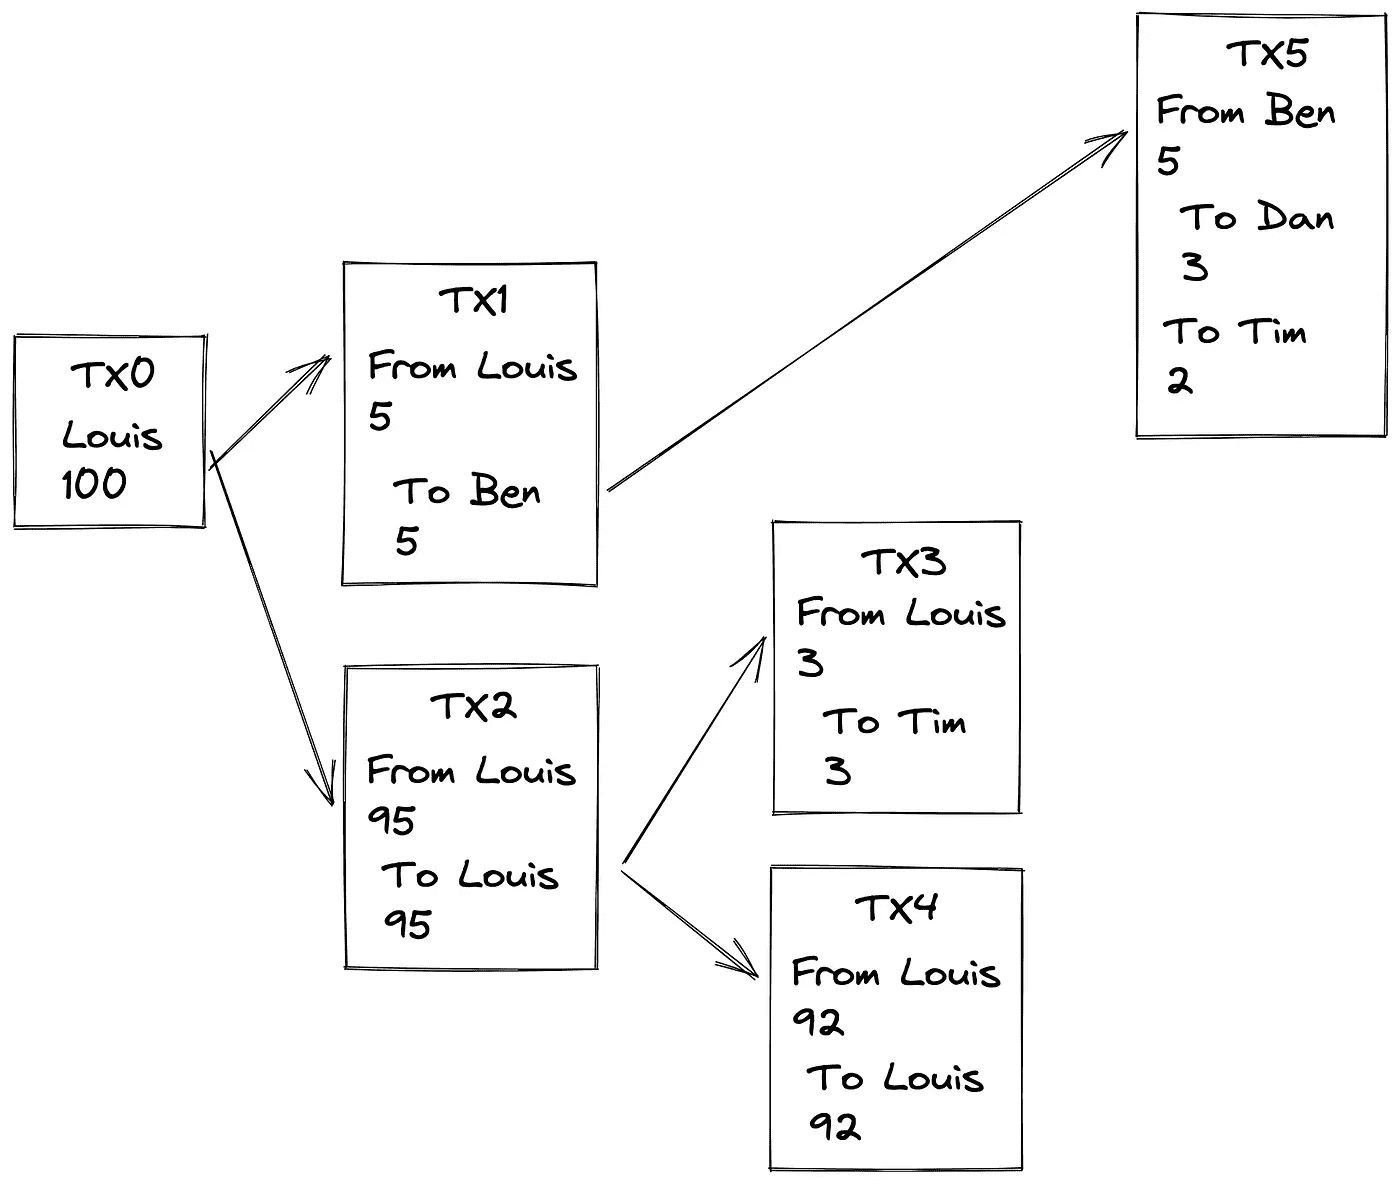 TX0
Louis
100
TX1
From Louis
5
To Ben
5
TX2
From Louis
95
To Louis
95
TX3
From Louis
3
To Tim
3
TX4
From Louis
92
To Louis
92
TX5
From Ben
5
To Dan
3
To Tim
2